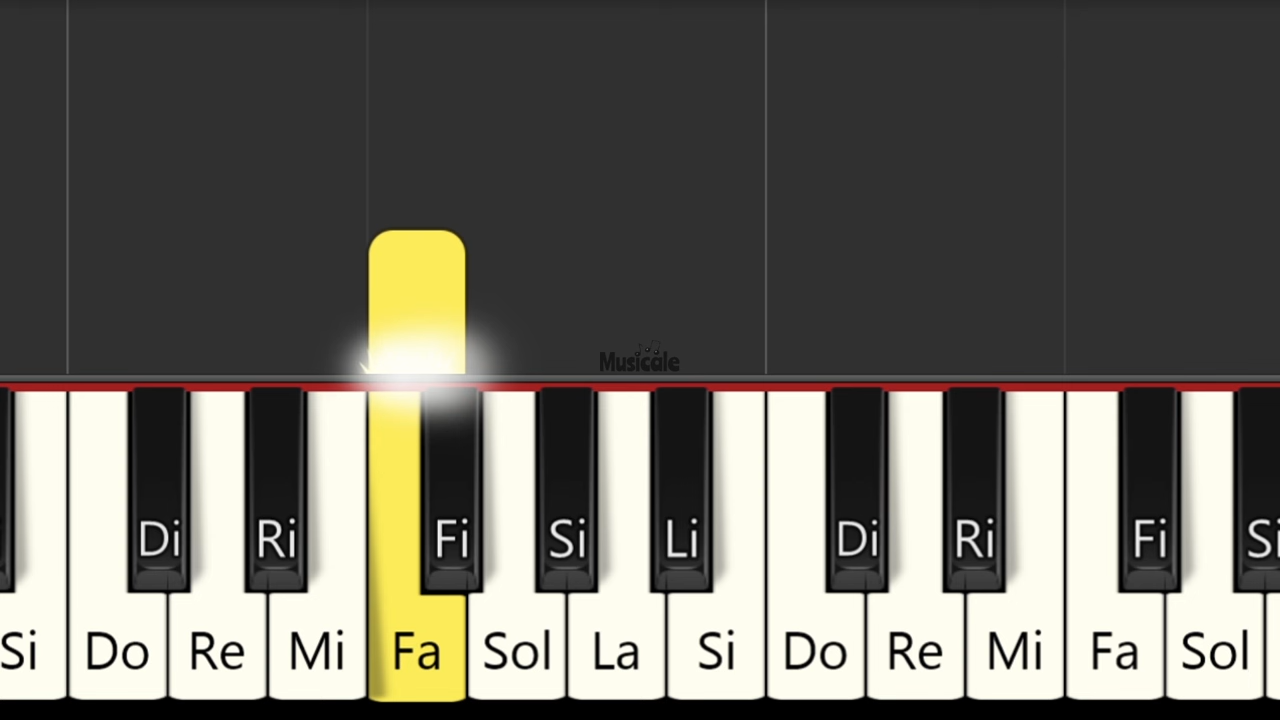 Musicale
Di Ri Fi Si Li Di Ri Fi Si
Si Do Re Mi Fa Sol La Si Do Re Mi Fa Sol